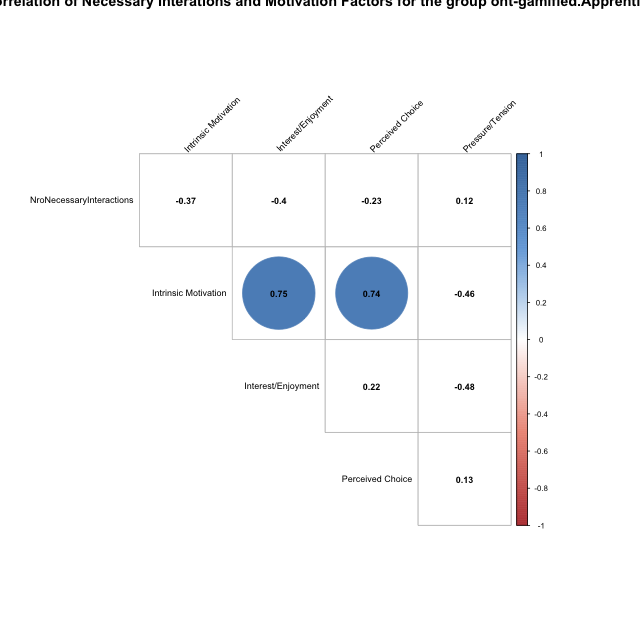 of Necessary Interations and Motivation Factors for the group ont-gamified.Apprenti
Intrinsic Motivation
Interest/Enjoyment
Perceived Choice
Pressure/Tension
NroNecessaryInteractions -0.37 -0.4 -0.23 0.12
Intrinsic Motivation 0.75 0.74 -0.46
Interest/Enjoyment 0.22 -0.48
Perceived Choice 0.13
1
0.8
0.6
0.4
0.2
0
-0.2
-0.4
-0.6
-0.8
-1